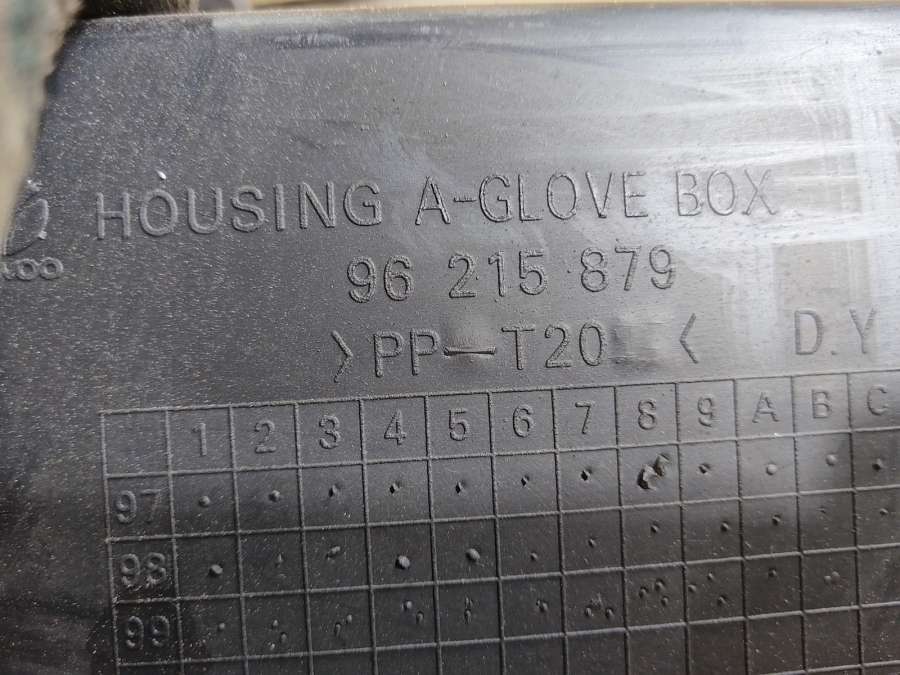 HOUSING A-GLOVE BOX
96 215 879
>PP-T20 < D.Y
1 2 3 4 5 6 7 8 9 A B C
97
98
99